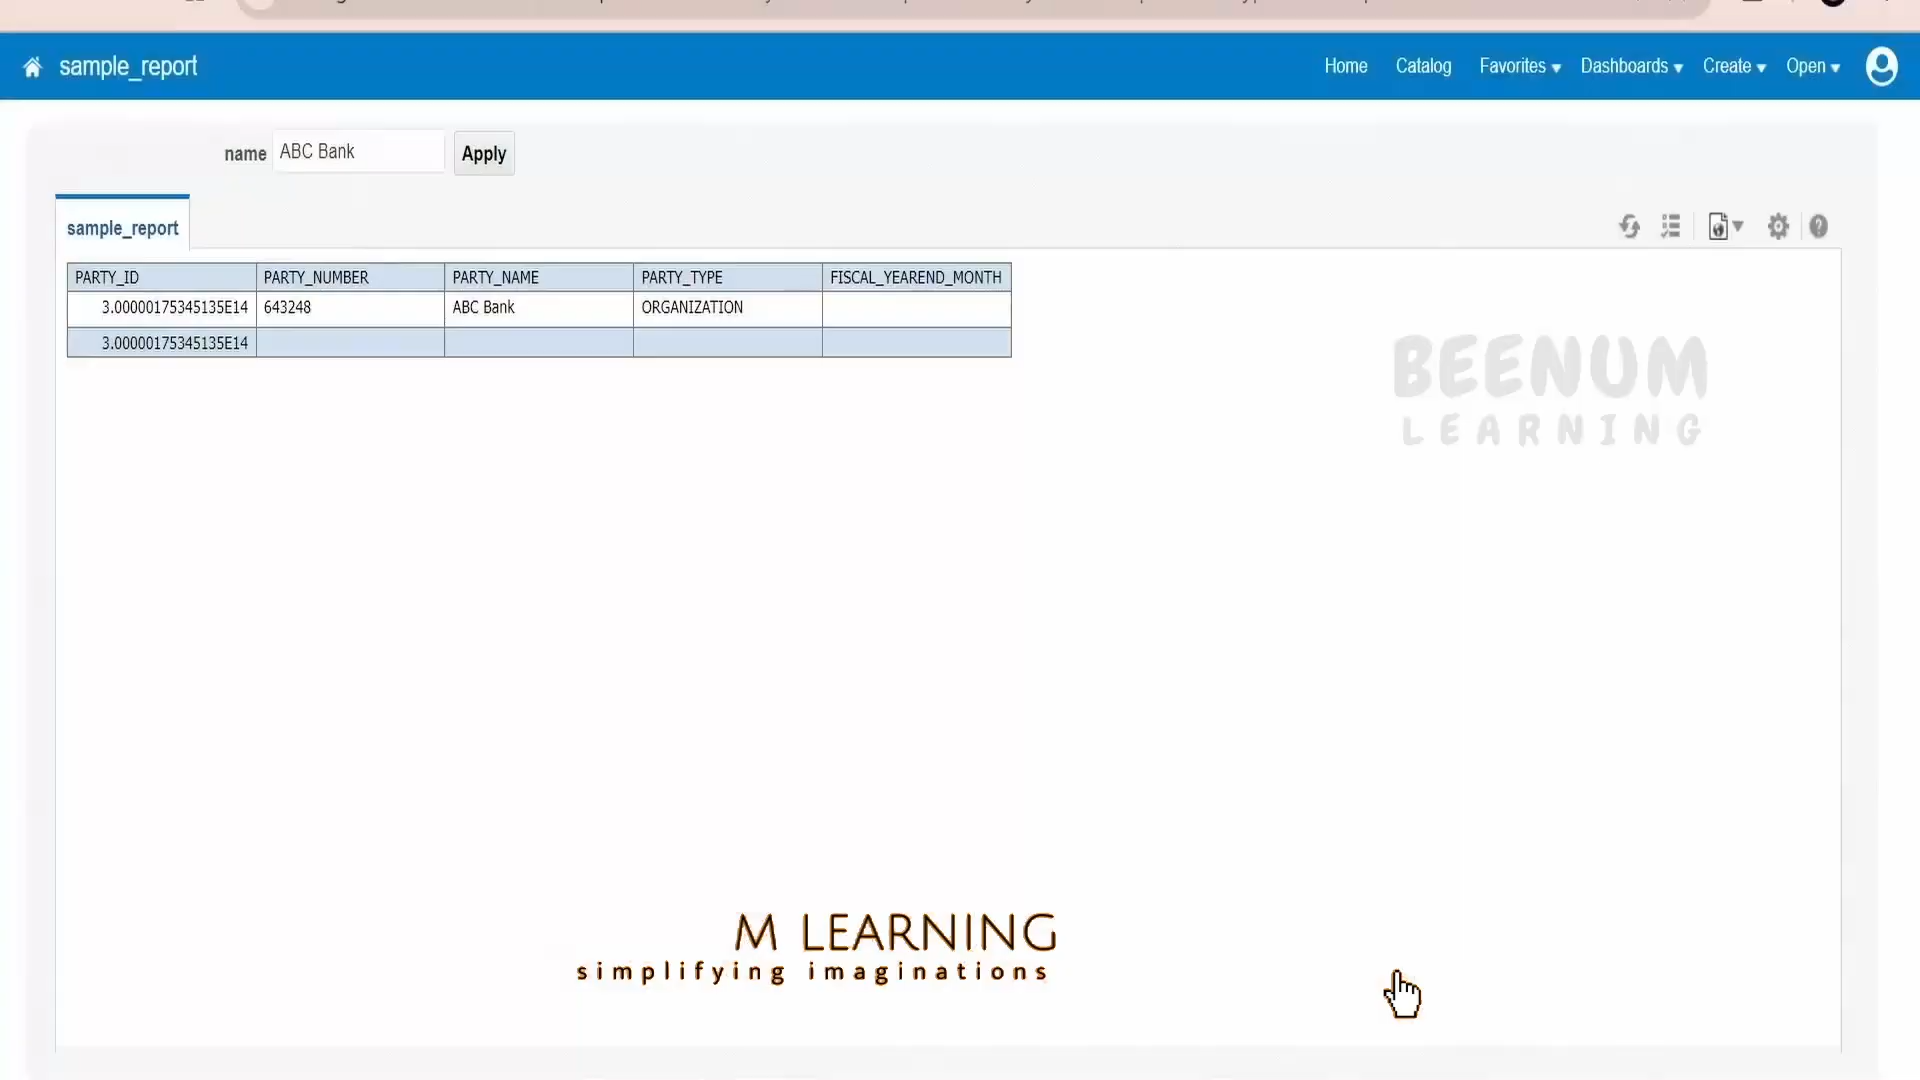 sample_report
Home Catalog Favorites Dashboards Create Open
name ABC Bank Apply
sample_report
PARTY_ID PARTY_NUMBER PARTY_NAME PARTY_TYPE FISCAL_YEAREND_MONTH
3.00000175345135E14 643248 ABC Bank ORGANIZATION
3.00000175345135E14
BEENUM
LEARNING
M LEARNING
simplifying imaginations